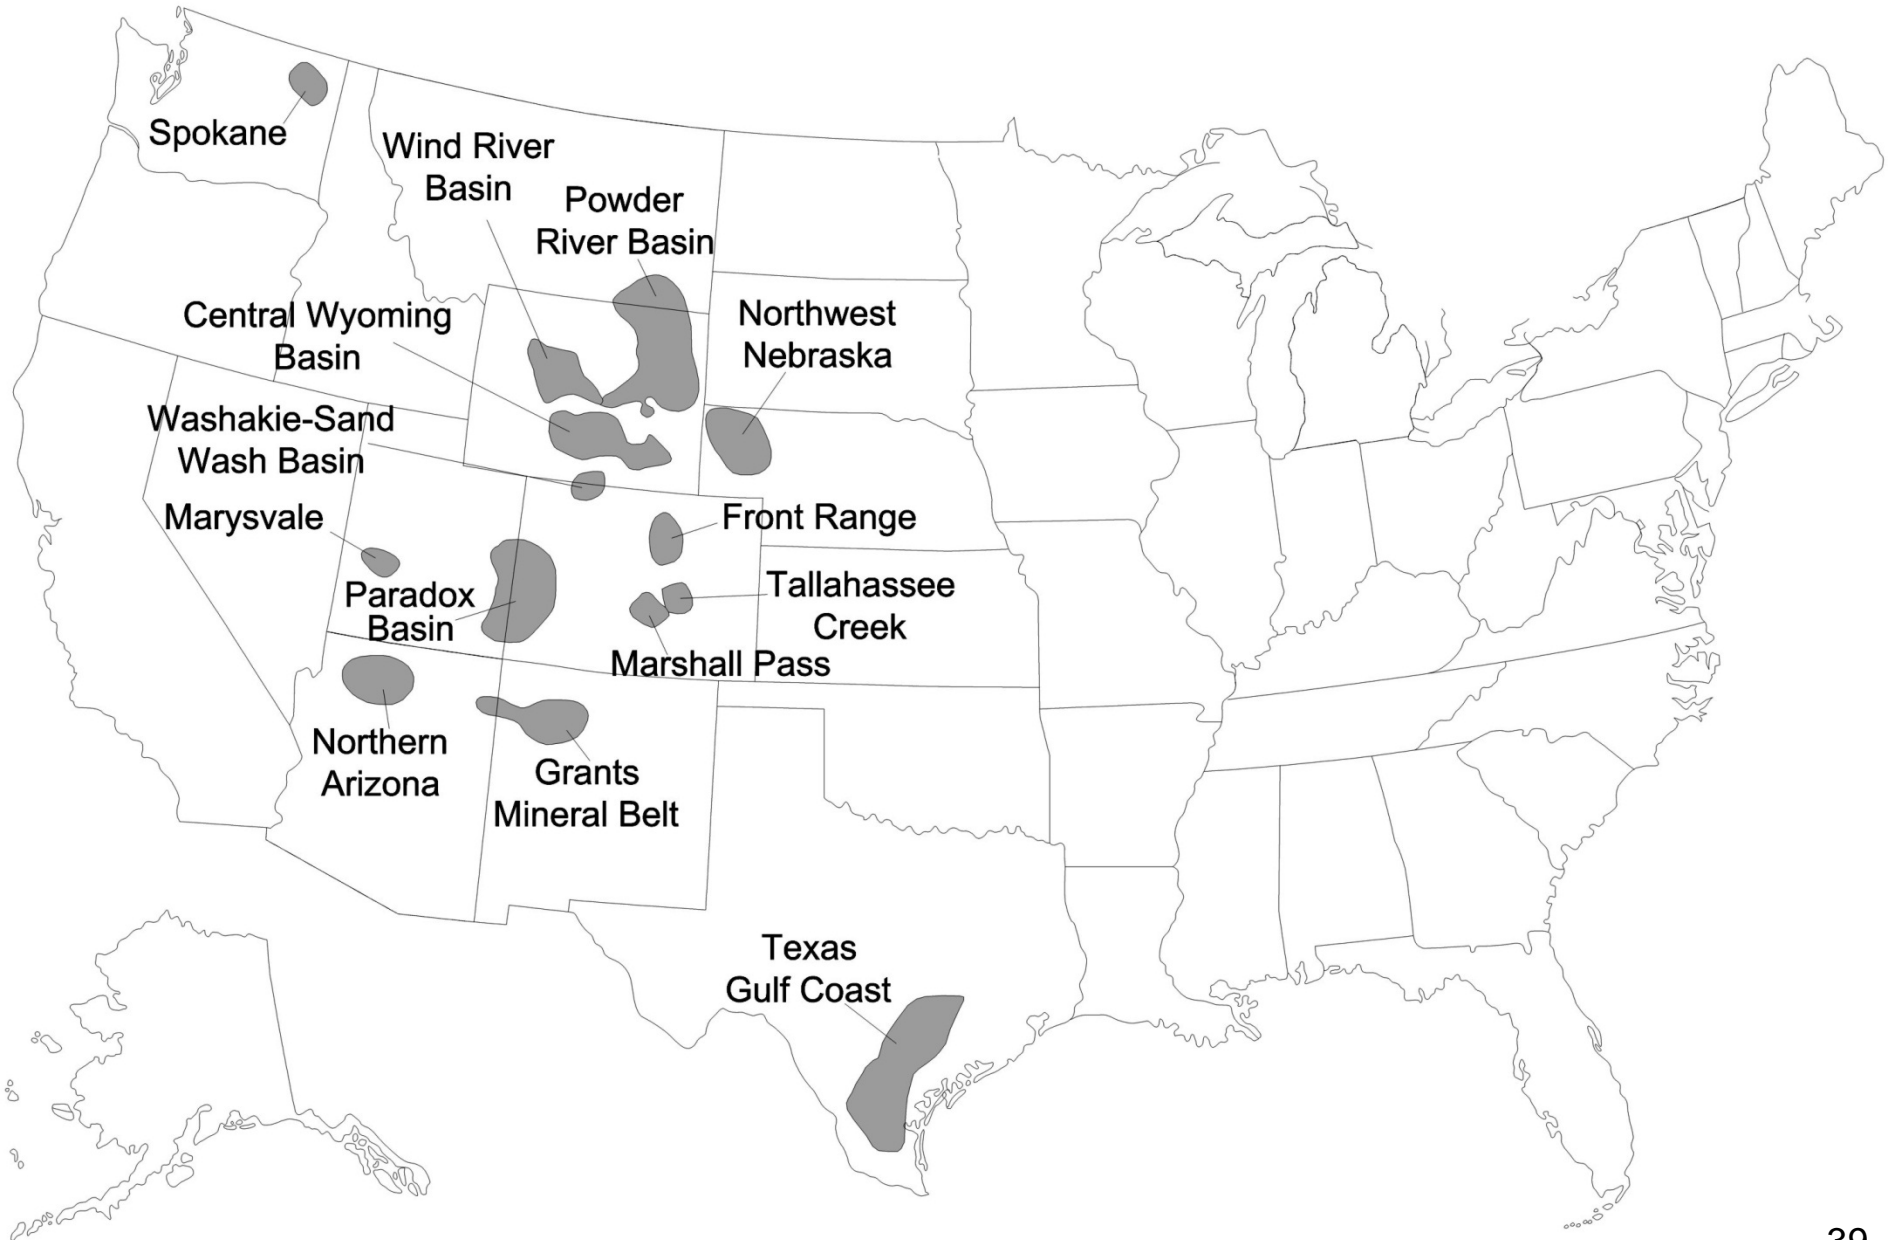 Spokane
Wind River
Basin
Powder
River Basin
Central Wyoming
Basin
Northwest
Nebraska
Washakie-Sand
Wash Basin
Marysvale
Front Range
Paradox
Basin
Tallahassee
Creek
Marshall Pass
Northern
Arizona
Grants
Mineral Belt
Texas
Gulf Coast
39